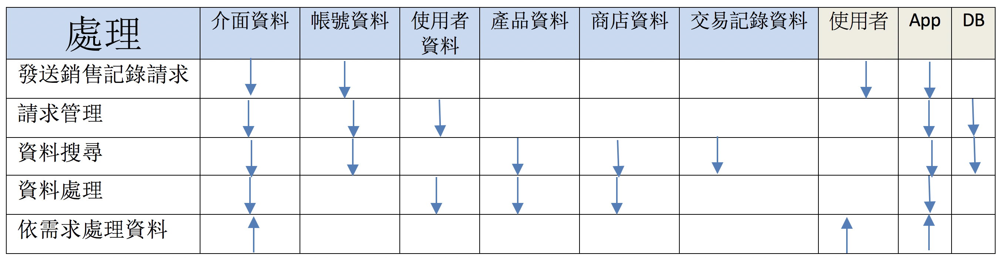 處理 介面資料 帳號資料 使用者 產品資料 商店資料 交易記錄資料 使用者 App DB
資料
發送銷售記錄請求
請求管理
資料搜尋
資料處理
依需求處理資料